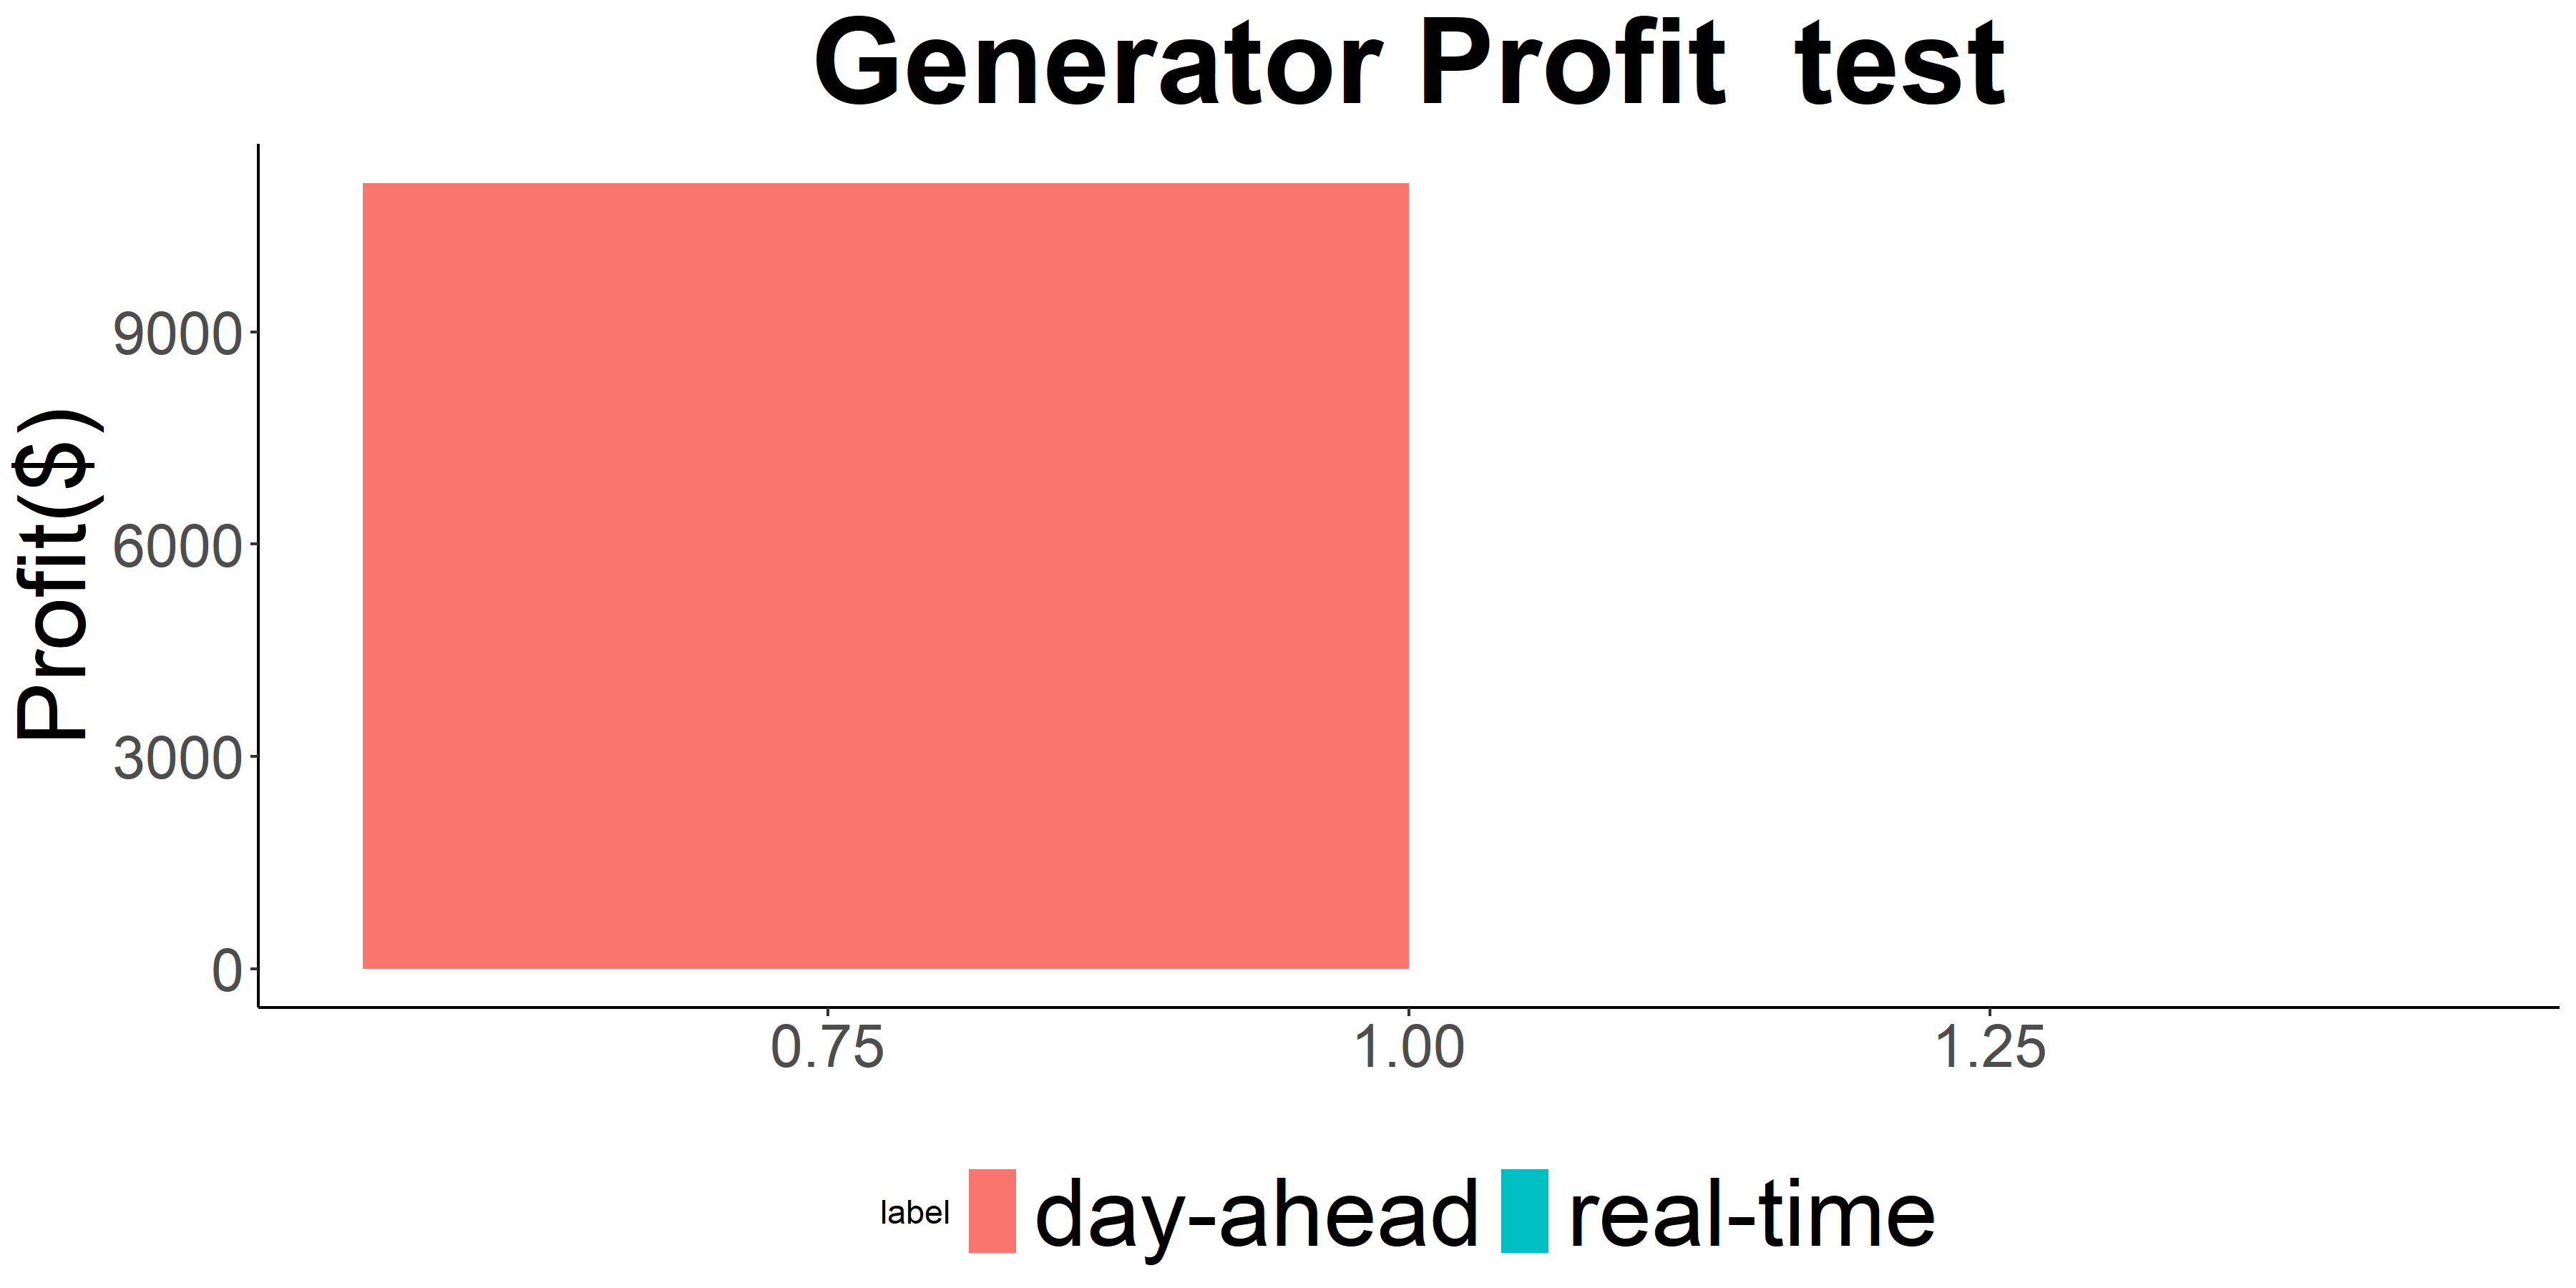 Generator Profit  test
Profit($)
9000
6000
3000
0
0.75 1.00 1.25
label day-ahead real-time